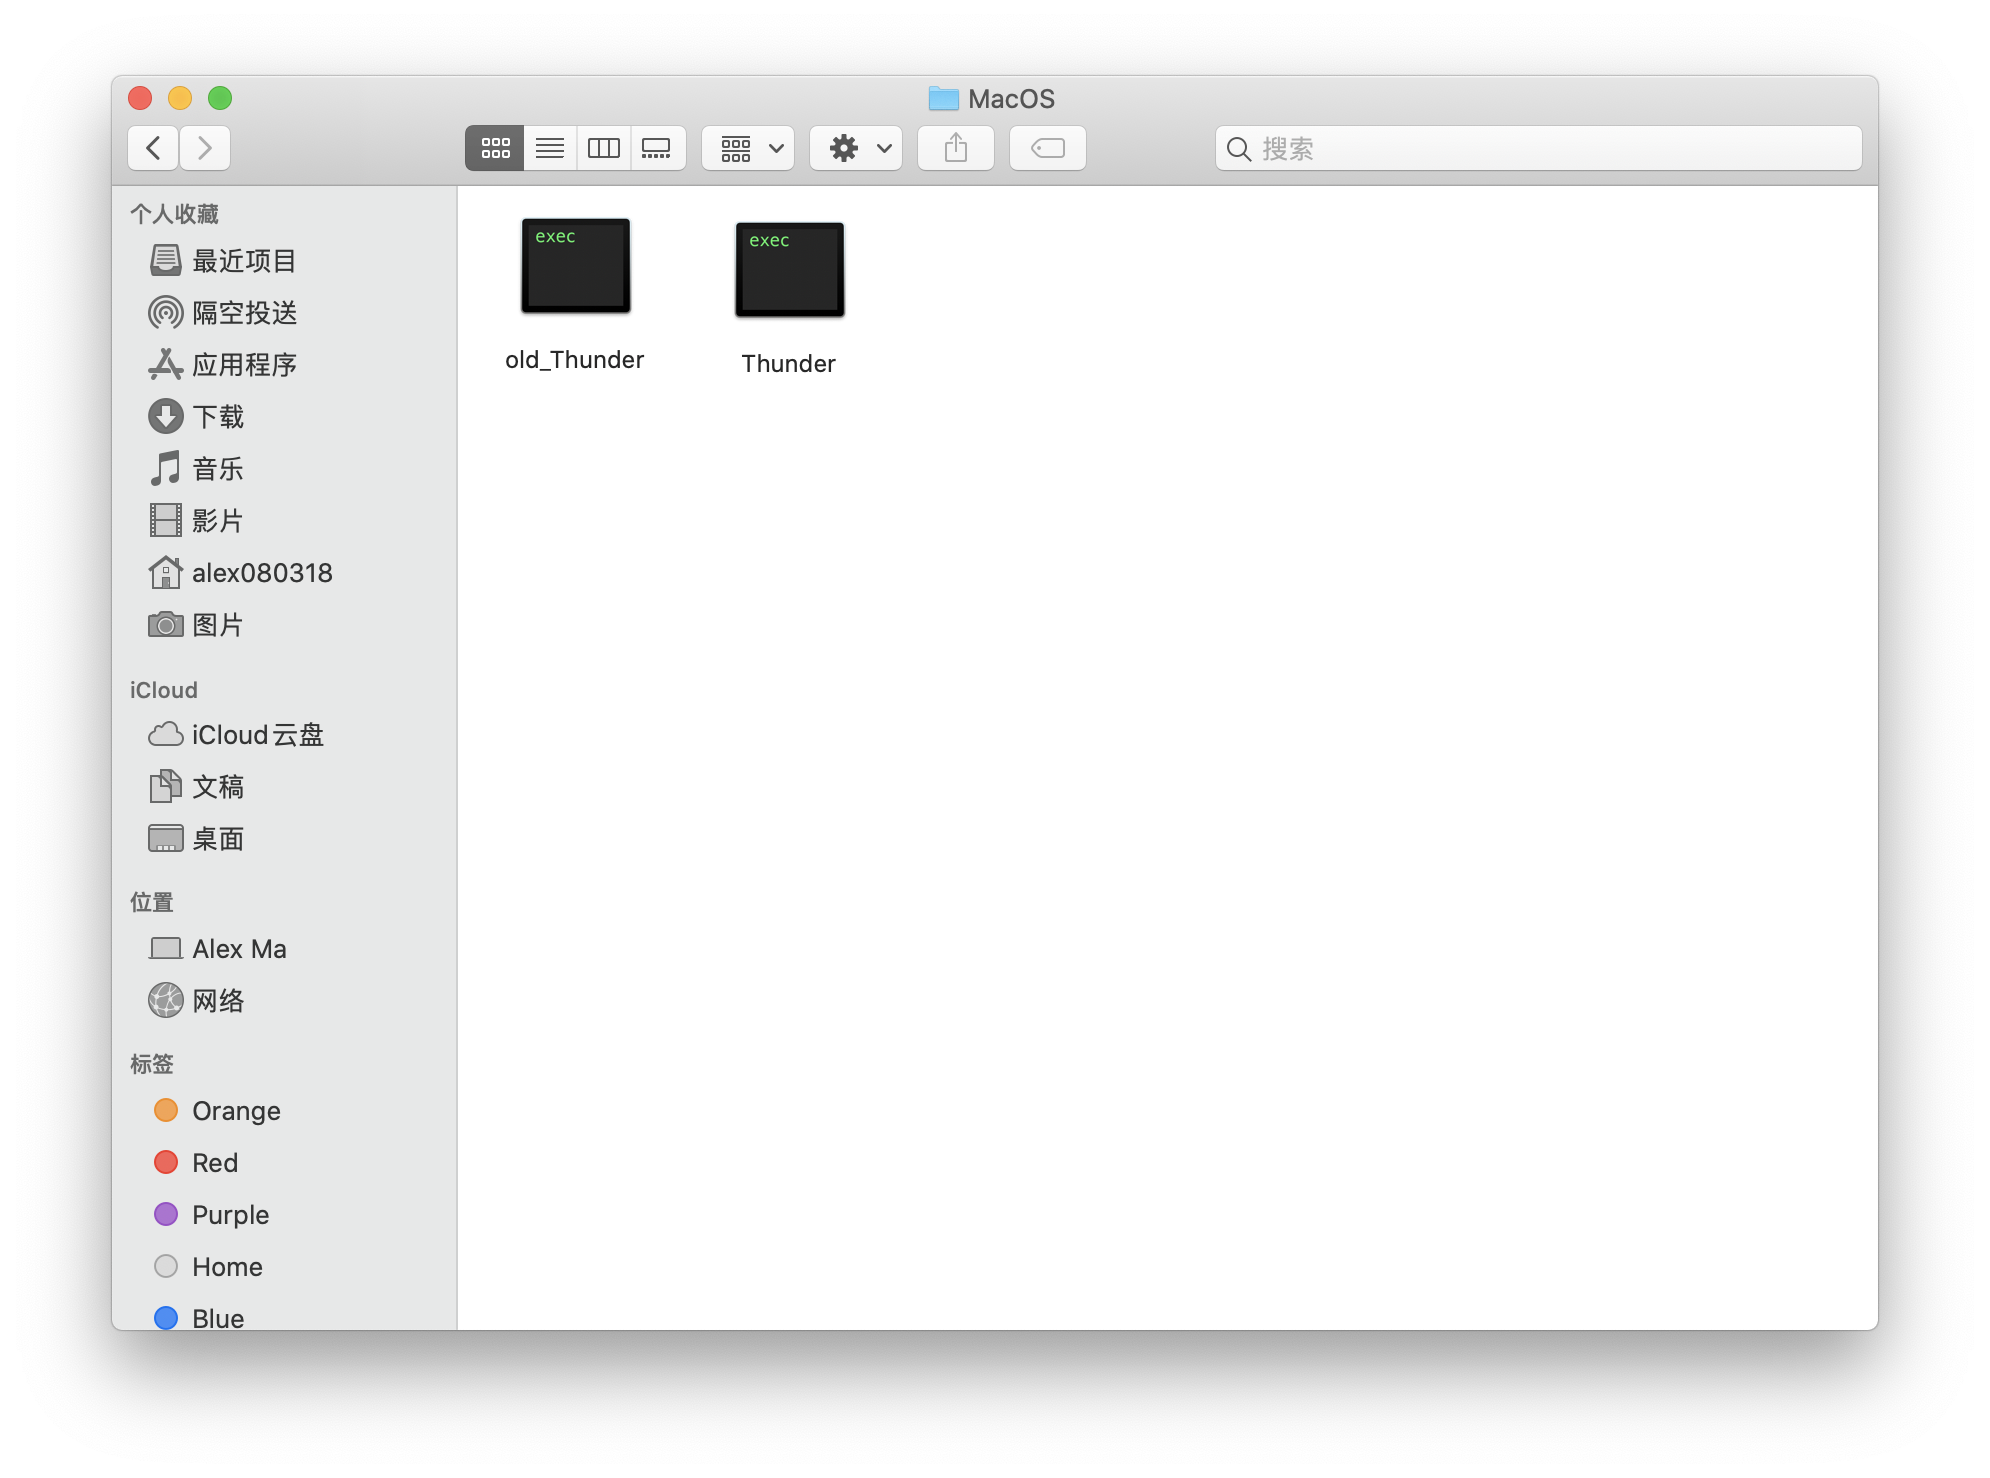 MacOS
搜索
个人收藏
最近项目
隔空投送
应用程序
下载
音乐
影片
alex080318
图片
iCloud
iCloud云盘
文稿
桌面
位置
Alex Ma
网络
标签
Orange
Red
Purple
Home
Blue
exec
old_Thunder
exec
Thunder